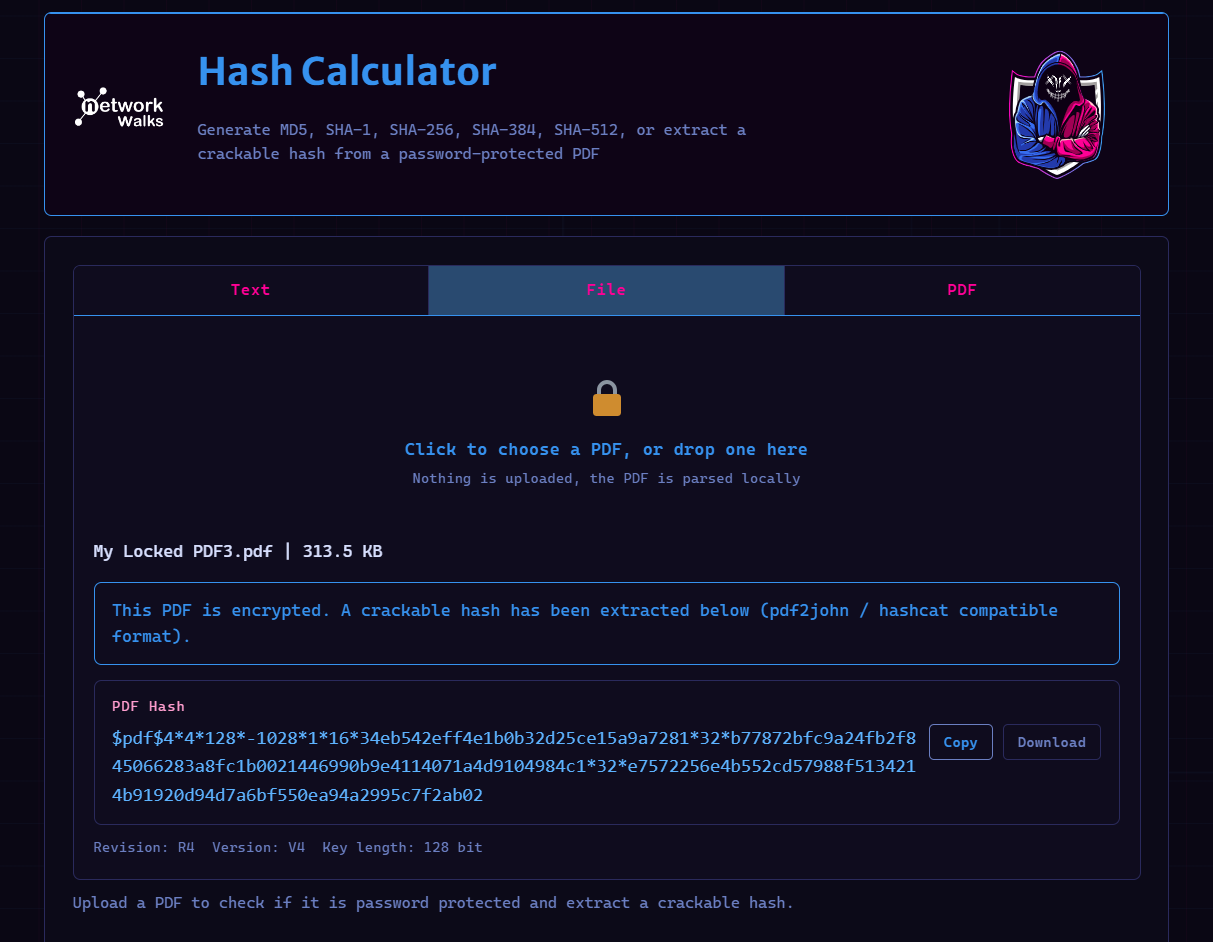 network
Walks
Hash Calculator
Generate MD5, SHA-1, SHA-256, SHA-384, SHA-512, or extract a
crackable hash from a password-protected PDF
Text
File
PDF
Click to choose a PDF, or drop one here
Nothing is uploaded, the PDF is parsed locally
My Locked PDF3.pdf | 313.5 KB
This PDF is encrypted. A crackable hash has been extracted below (pdf2john / hashcat compatible
format).
PDF Hash
$pdf$4*4*128*-1028*1*16*34eb542eff4e1b0b32d25ce15a9a7281*32*b77872bfc9a24fb2f8
45066283a8fc1b0021446990b9e4114071a4d9104984c1*32*e7572256e4b552cd57988f513421
4b91920d94d7a6bf550ea94a2995c7f2ab02
Copy
Download
Revision: R4 Version: V4 Key length: 128 bit
Upload a PDF to check if it is password protected and extract a crackable hash.